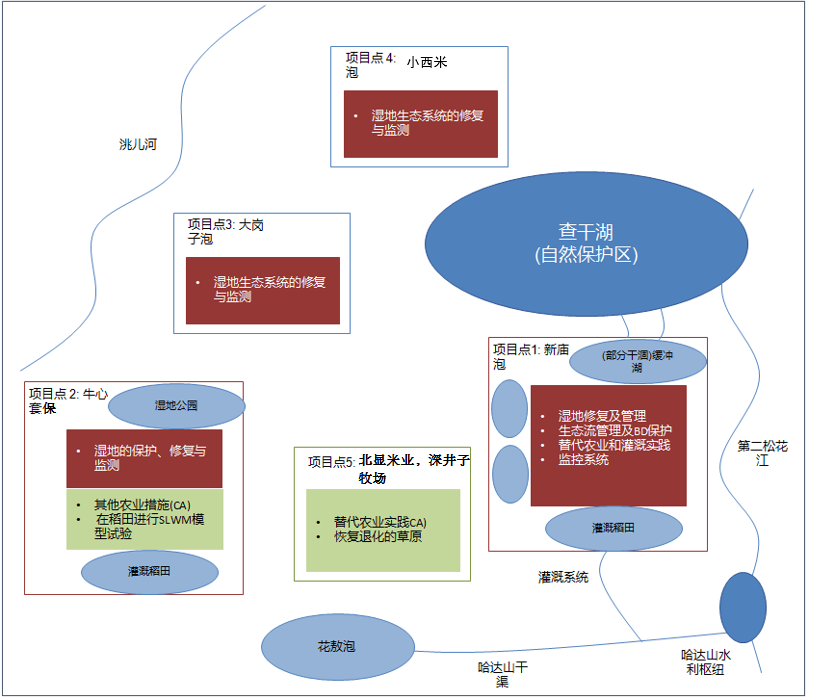 项目点 4: 小西米
泡
• 湿地生态系统的修复
与监测
洮儿河
项目点3: 大岗
子泡
• 湿地生态系统的修复
与监测
查干湖
(自然保护区)
项目点1: 新庙
泡
(部分干涸)缓冲
湖
• 湿地修复及管理
• 生态流管理及BD保护
• 替代农业和灌溉实践
• 监控系统
灌溉稻田
项目点 2: 牛心
套保
湿地公园
• 湿地的保护、修复与
监测
• 其他农业措施(CA)
• 在稻田进行SLWM模
型试验
灌溉稻田
项目点5: 北显米业，深井子
牧场
• 替代农业实践CA)
• 恢复退化的草原
第二松花
江
灌溉系统
花敖泡
哈达山干
渠
哈达山水
利枢纽